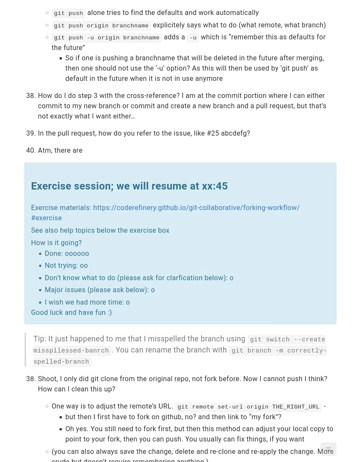 git push alone tries to find the defaults and work automatically
git push origin branchname explicitely says what to do (what remote, what branch)
git push -u origin branchname adds a -u which is "remember this as defaults for
the future"
So if one is pushing a branchname that will be deleted in the future after merging,
then one should not use the '-u' option? As this will then be used by 'git push' as
default in the future when it is not in use anymore
38. How do I do step 3 with the cross-reference? I am at the commit portion where I can either
commit to my new branch or commit and create a new branch and a pull request, but that's
not exactly what I want either...
39. In the pull request, how do you refer to the issue, like #25 abcdefg?
40. Atm, there are
Exercise session; we will resume at xx:45
Exercise materials: https://coderefinery.github.io/git-collaborative/forking-workflow/
#exercise
See also help topics below the exercise box
How is it going?
Done: oooooo
Not trying: oo
Don't know what to do (please ask for clarfication below): o
Major issues (please ask below): o
I wish we had more time: o
Good luck and have fun :)
Tip: It just happened to me that I misspelled the branch using git switch --create
misspliessed-banrch . You can rename the branch with git branch -m correctly-
spelled-branch
38. Shoot, I only did git clone from the original repo, not fork before. Now I cannot push I think?
How can I clean this up?
One way is to adjust the remote's URL. git remote set-url origin THE_RIGHT_URL -
but then I first have to fork on github, no? and then link to "my fork"?
Oh yes. You still need to fork first, but then this method can adjust your local copy to
point to your fork, then you can push. You usually can fix things, if you want
(you can also always save the change, delete and re-clone and re-apply the change. More